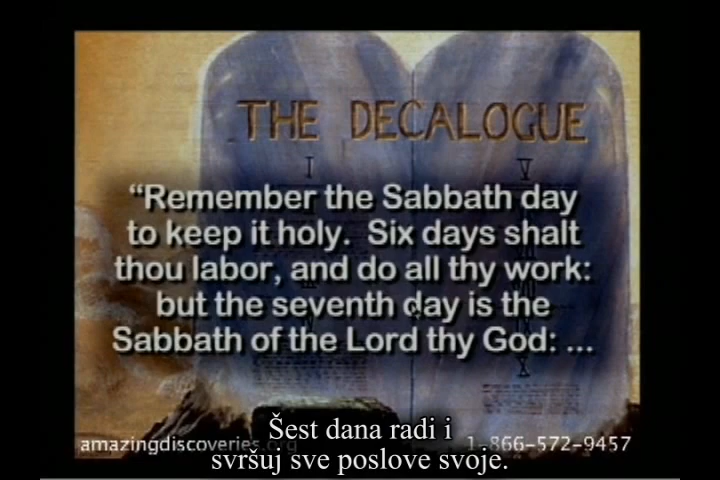 THE DECALOGUE
I
V
“Remember the Sabbath day
to keep it holy. Six days shalt
thou labor, and do all thy work:
but the seventh day is the
Sabbath of the Lord thy God: ...
X
Šest dana radi i
amazingdiscoveries.org 1-866-572-9457
svršuj sve poslove svoje.